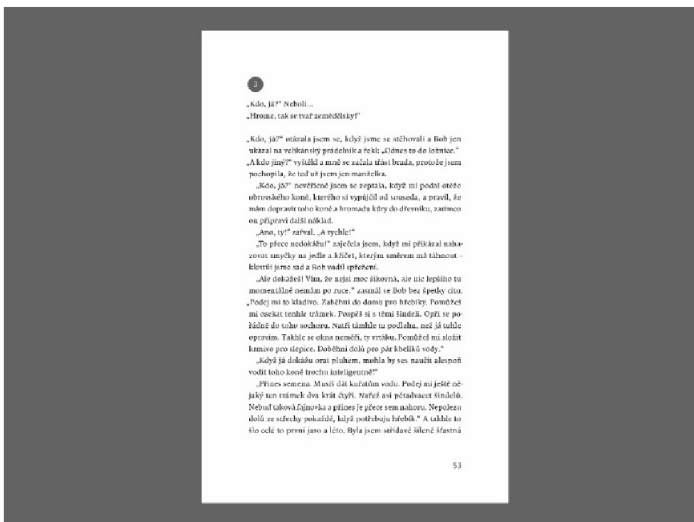 3
„Kdo, já?“ Neboli…
„Hrome, tak se tvař zemědělsky!“
„Kdo, já?“ otázala jsem se, když jsme se stěhovali a Bob jen
ukázal na velikánský prádelník a řekl: „Odnes to do ložnice.“
„A kdo jiný?“ vyštěkl a mně se začala třást brada, protože jsem
pochopila, že teď už jsem jen manželka.
„Kdo, já?“ nevěřícně jsem se zeptala, když mi podal otěže
obrovského koně, kterého si vypůjčil od souseda, a pravil, že
mám dopravit toho koně a hromadu kůry do dřevníku, zatímco
on připraví další náklad.
„Ano, ty!“ zařval. „A rychle!“
„To přece nedokážu!“ zaječela jsem, když mi přikázal naha-
zovat smyčky na jedle a křičet, kterým směrem má táhnout –
klestili jsme sad a Bob vodil spřežení.
„Ale dokážeš! Vím, že nejsi moc šikovná, ale nic lepšího tu
momentálně nemám po ruce.“ zasmál se Bob bez špetky citu.
„Podej mi to kladivo. Zaběhni do domu pro hřebíky. Pomůžeš
mi osekat tenhle trámek. Pospěš si s těmi šindeli. Opři se po-
řádně do toho sochoru. Natři támhle tu podlahu, než já tuhle
opravím. Takhle se okna neměří, ty vrtáku. Pomůžeš mi složit
krmivo pro slepice. Doběhni dolů pro pár kbelíků vody.“
„Když já dokážu orat pluhem, mohla by ses naučit alespoň
vodit toho koně trochu inteligentně!“
„Přines semena. Musíš dát kuřatům vodu. Podej mi ještě ně-
jaký ten trámek dva krát čtyři. Nařež asi pětadvacet šindelů.
Nebuď taková fajnovka a přines je přece sem nahoru. Nepolezu
dolů ze střechy pokaždé, když potřebuju hřebík.“ A takhle to
šlo celé to první jaro a léto. Byla jsem střídavě šíleně šťastná
53